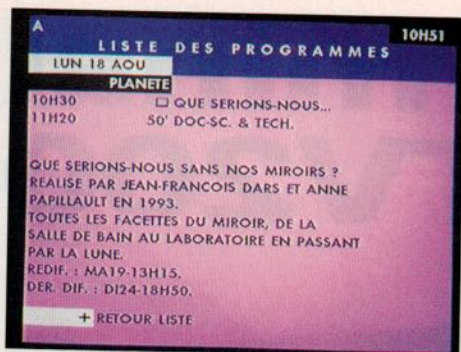 A
10H51
LISTE DES PROGRAMMES
LUN 18 AOU
PLANETE
10H30 QUE SERIONS-NOUS...
11H20 50' DOC-SC. & TECH.
QUE SERIONS-NOUS SANS NOS MIROIRS ?
REALISE PAR JEAN-FRANCOIS DARS ET ANNE
PAPILLAULT EN 1993.
TOUTES LES FACETTES DU MIROIR, DE LA
SALLE DE BAIN AU LABORATOIRE EN PASSANT
PAR LA LUNE.
REDIF. : MA19-13H15.
DER. DIF. : DI24-18H50.
+ RETOUR LISTE